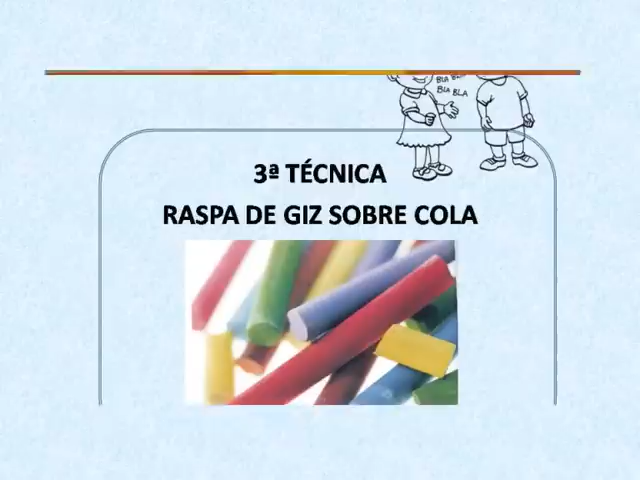 BLA BLA
BLA BLA
3ª TÉCNICA
RASPA DE GIZ SOBRE COLA